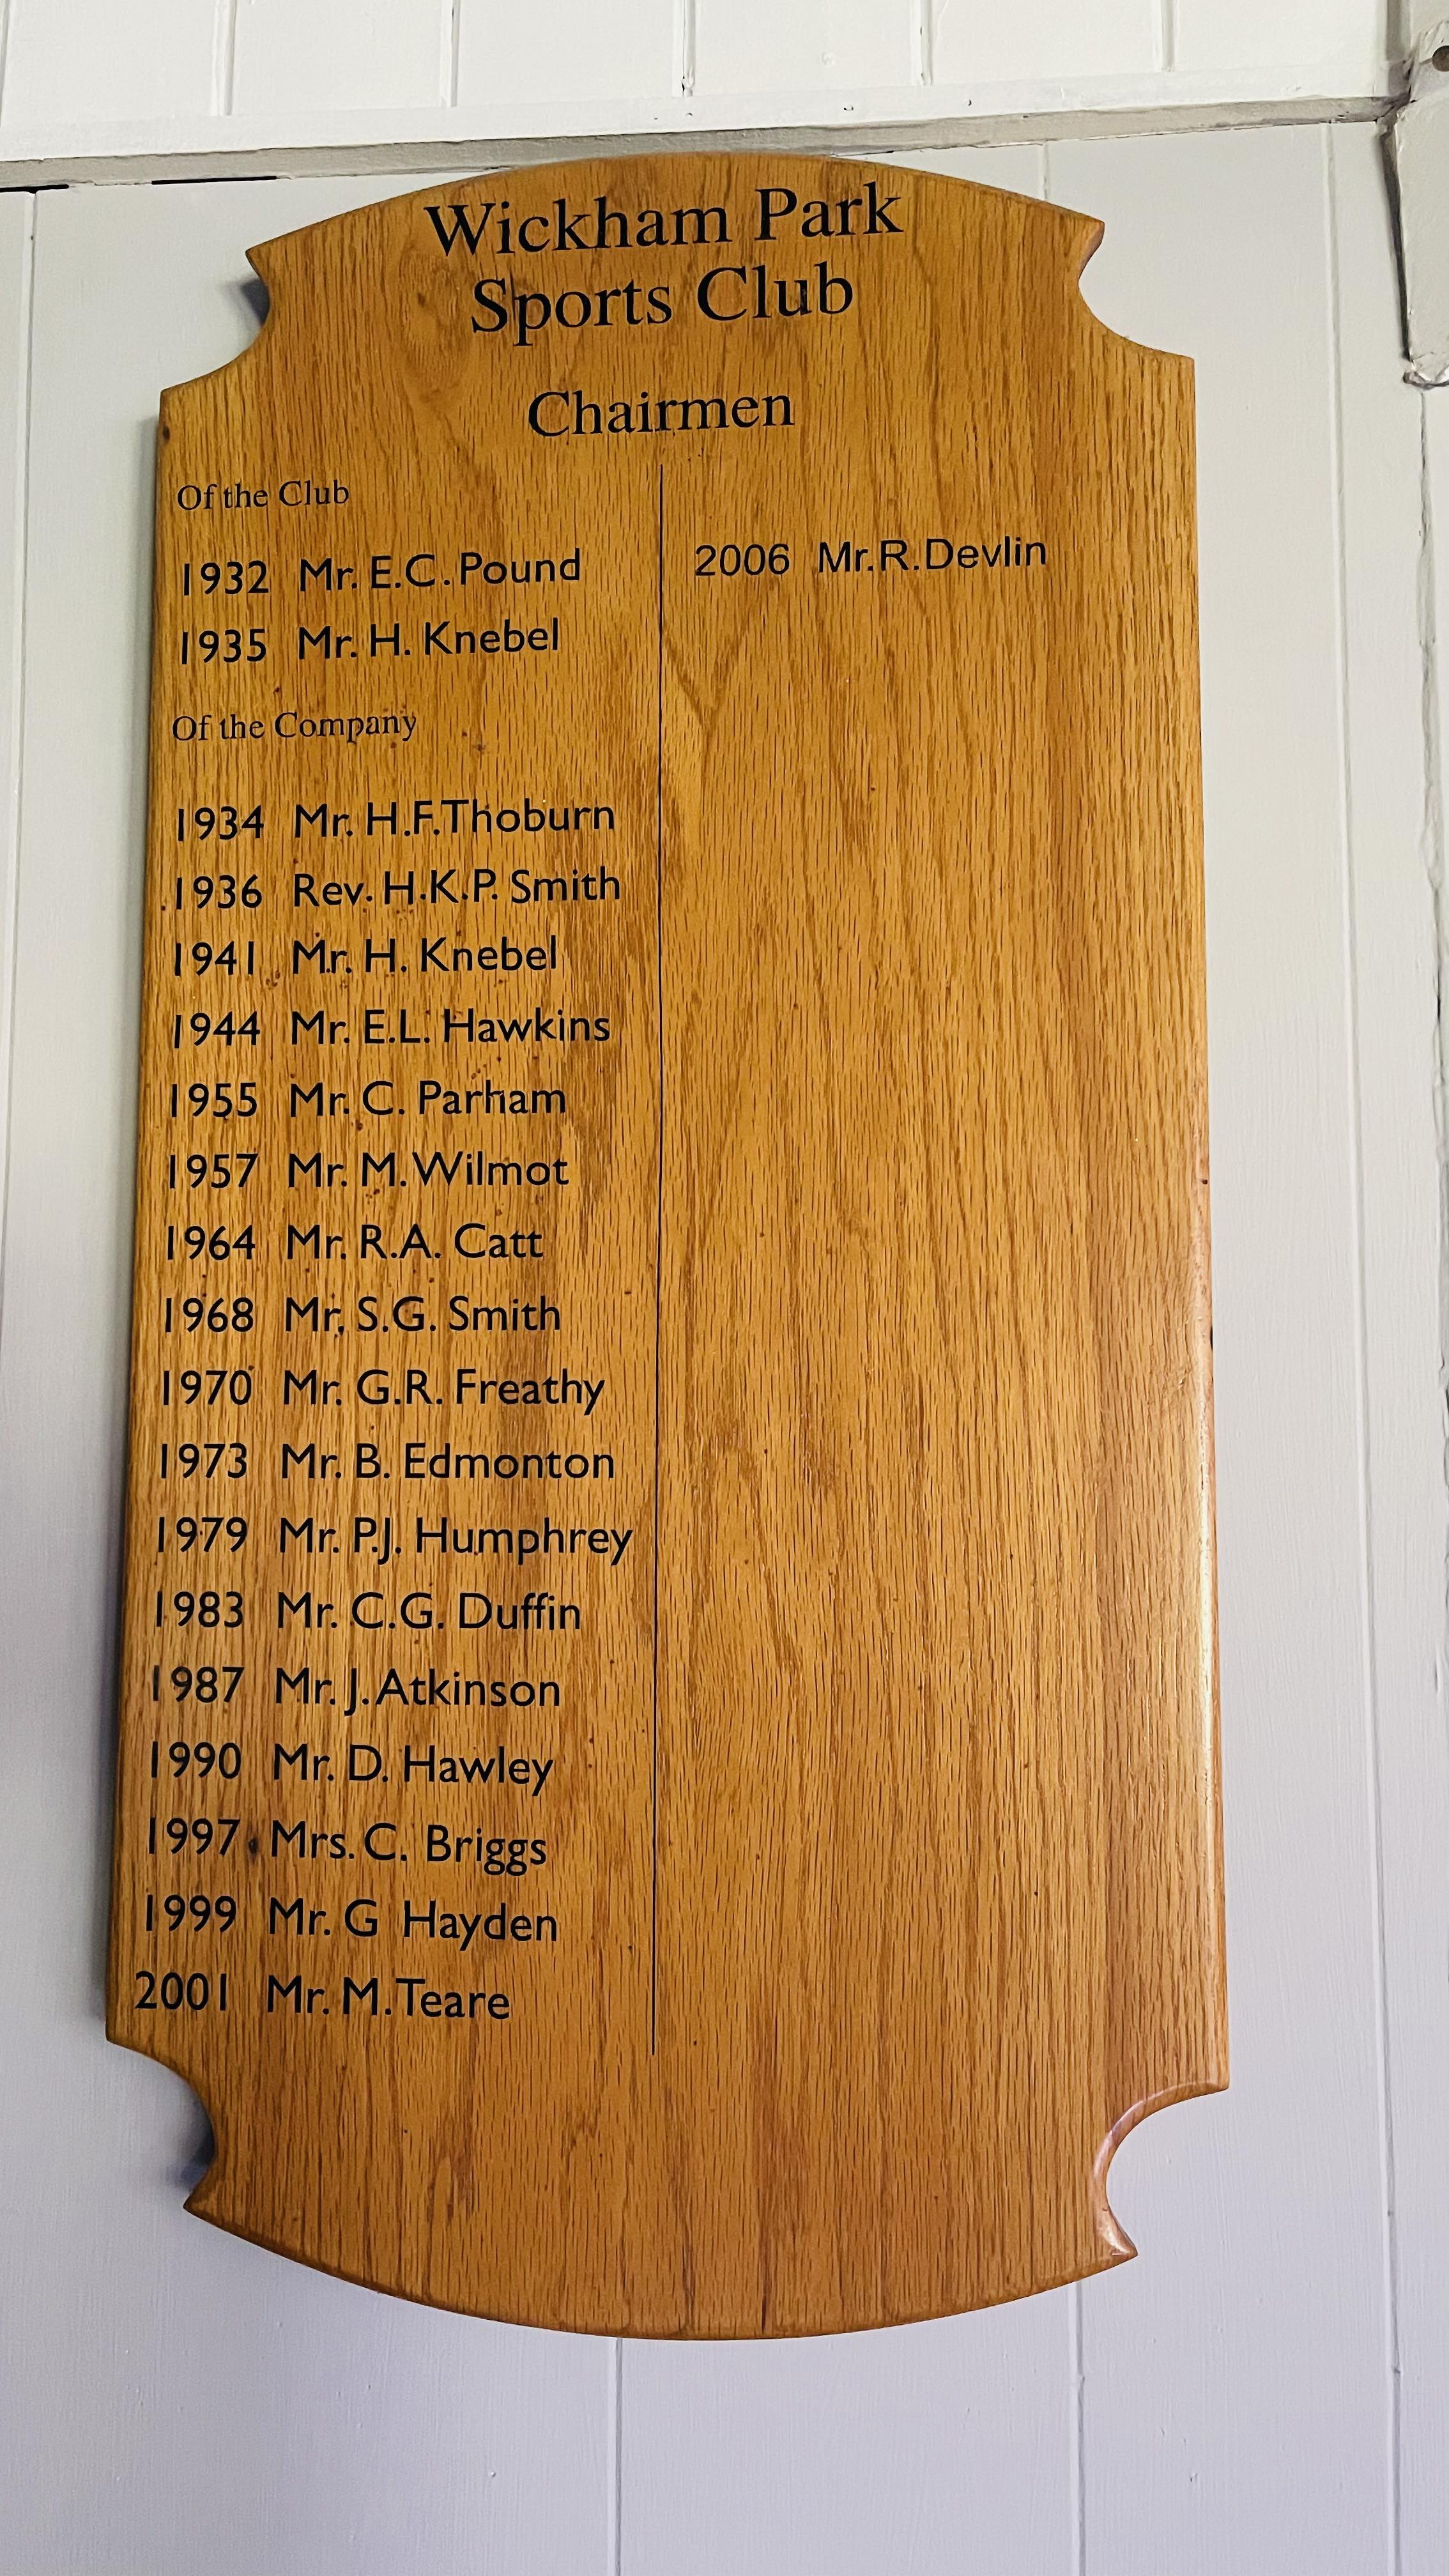 Wickham Park
Sports Club
Chairmen
Of the Club
1932 Mr. E.C. Pound
1935 Mr. H. Knebel
Of the Company
1934 Mr. H.F. Thoburn
1936 Rev. H.K.P. Smith
1941 Mr. H. Knebel
1944 Mr. E.L. Hawkins
1955 Mr. C. Parham
1957 Mr. M. Wilmot
1964 Mr. R.A. Catt
1968 Mr. S.G. Smith
1970 Mr. G.R. Freathy
1973 Mr. B. Edmonton
1979 Mr. P.J. Humphrey
1983 Mr. C.G. Duffin
1987 Mr. J. Atkinson
1990 Mr. D. Hawley
1997 Mrs. C. Briggs
1999 Mr. G Hayden
2001 Mr. M. Teare
2006 Mr. R. Devlin